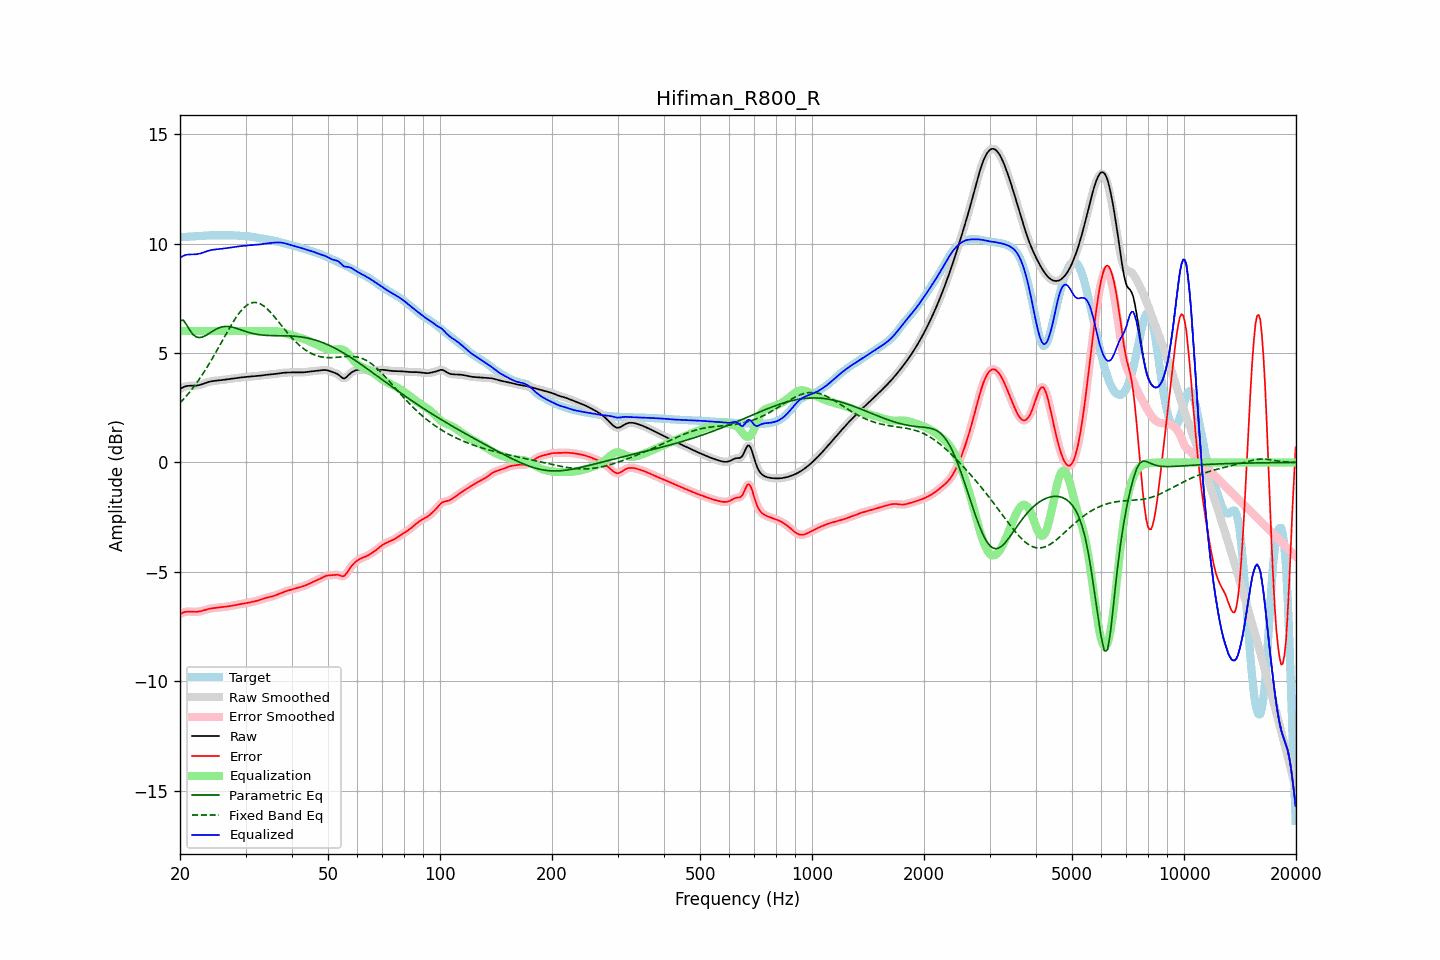 Hifiman_R800_R
15
10
5
0
−5
−10
−15
Amplitude (dBr)
Target
Raw Smoothed
Error Smoothed
Raw
Error
Equalization
Parametric Eq
Fixed Band Eq
Equalized
20 50 100 200 500 1000 2000 5000 10000 20000
Frequency (Hz)